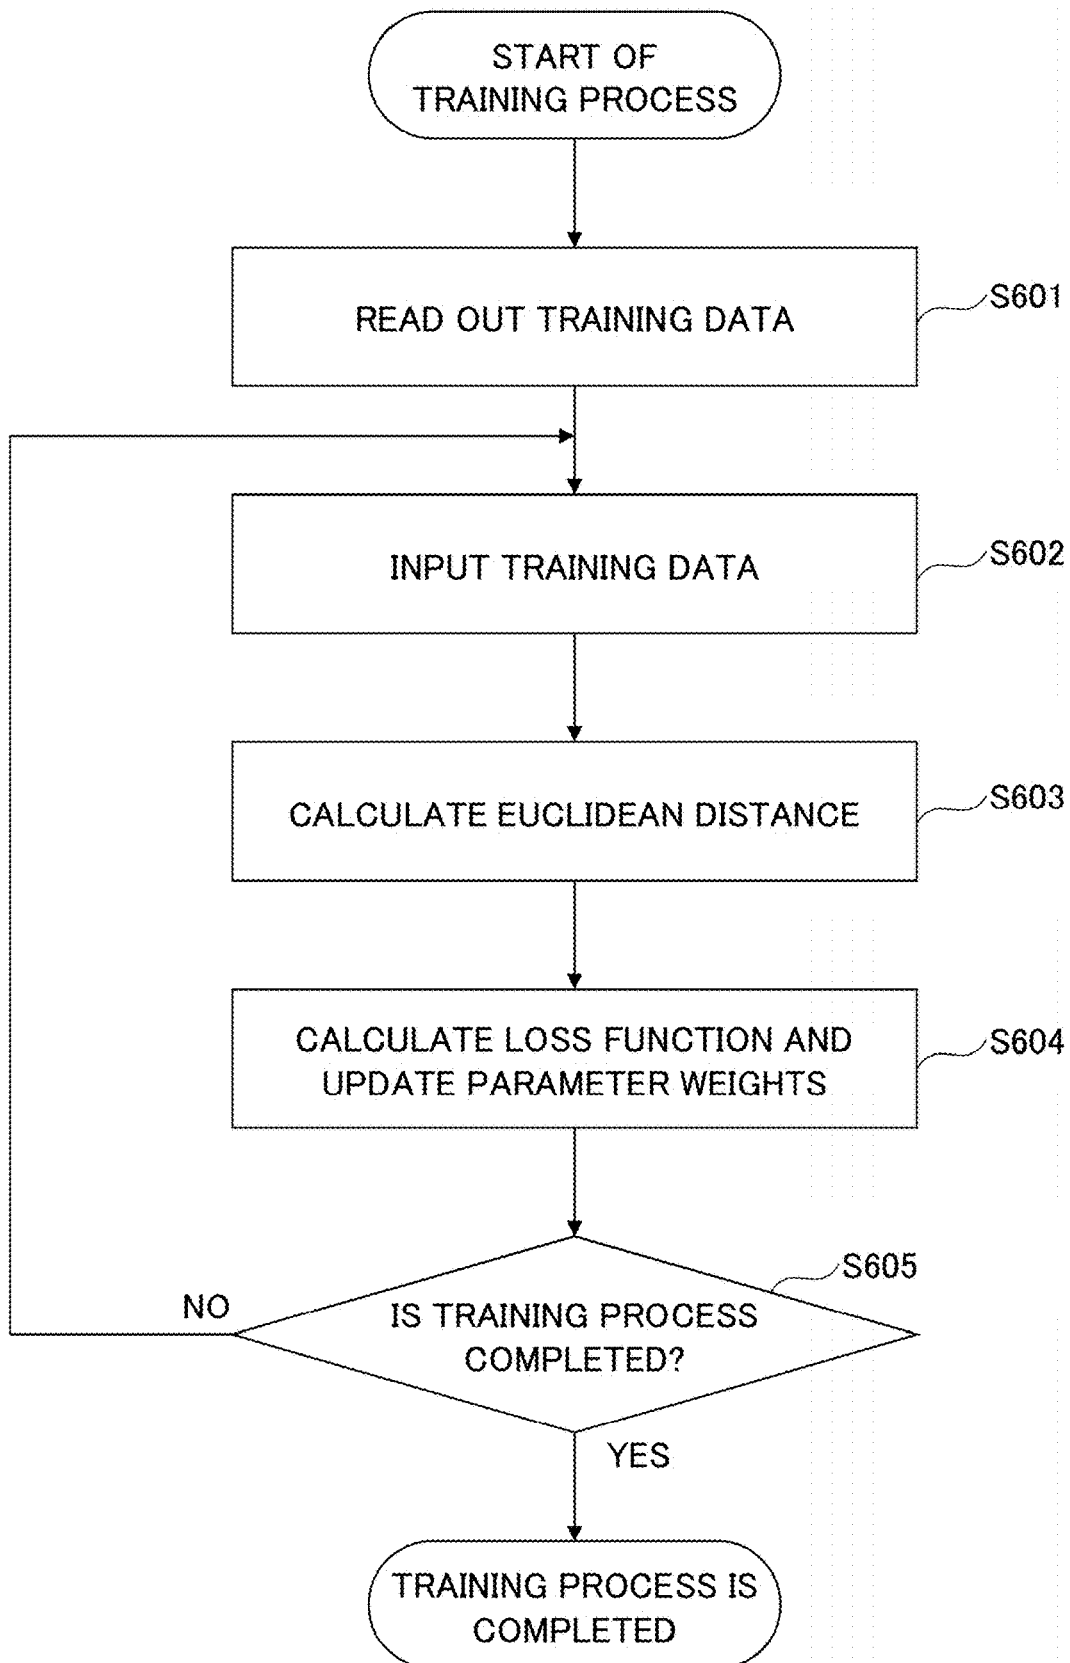 START OF
TRAINING PROCESS
READ OUT TRAINING DATA
S601
INPUT TRAINING DATA
S602
CALCULATE EUCLIDEAN DISTANCE
S603
CALCULATE LOSS FUNCTION AND
UPDATE PARAMETER WEIGHTS
S604
S605
NO
IS TRAINING PROCESS
COMPLETED?
YES
TRAINING PROCESS IS
COMPLETED